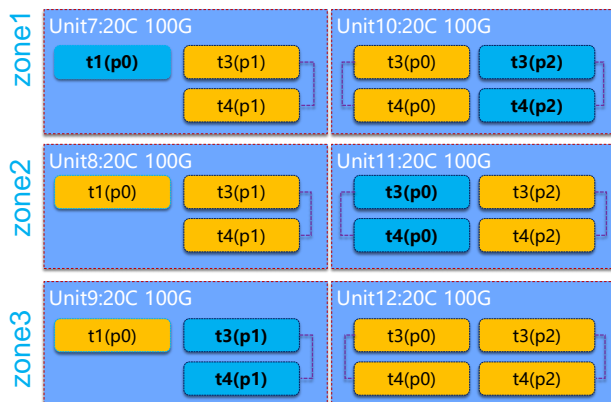 zone1
Unit7:20C 100G
t1(p0)
t3(p1)
t4(p1)
Unit10:20C 100G
t3(p0)
t3(p2)
t4(p0)
t4(p2)
zone2
Unit8:20C 100G
t1(p0)
t3(p1)
t4(p1)
Unit11:20C 100G
t3(p0)
t3(p2)
t4(p0)
t4(p2)
zone3
Unit9:20C 100G
t1(p0)
t3(p1)
t4(p1)
Unit12:20C 100G
t3(p0)
t3(p2)
t4(p0)
t4(p2)